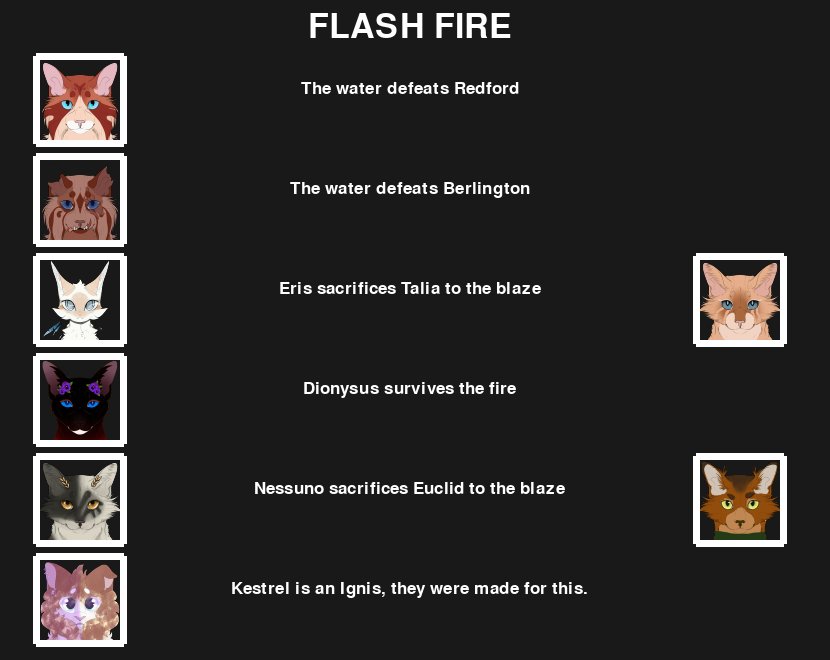 FLASH FIRE
The water defeats Redford
The water defeats Berlington
Eris sacrifices Talia to the blaze
Dionysus survives the fire
Nessuno sacrifices Euclid to the blaze
Kestrel is an Ignis, they were made for this.